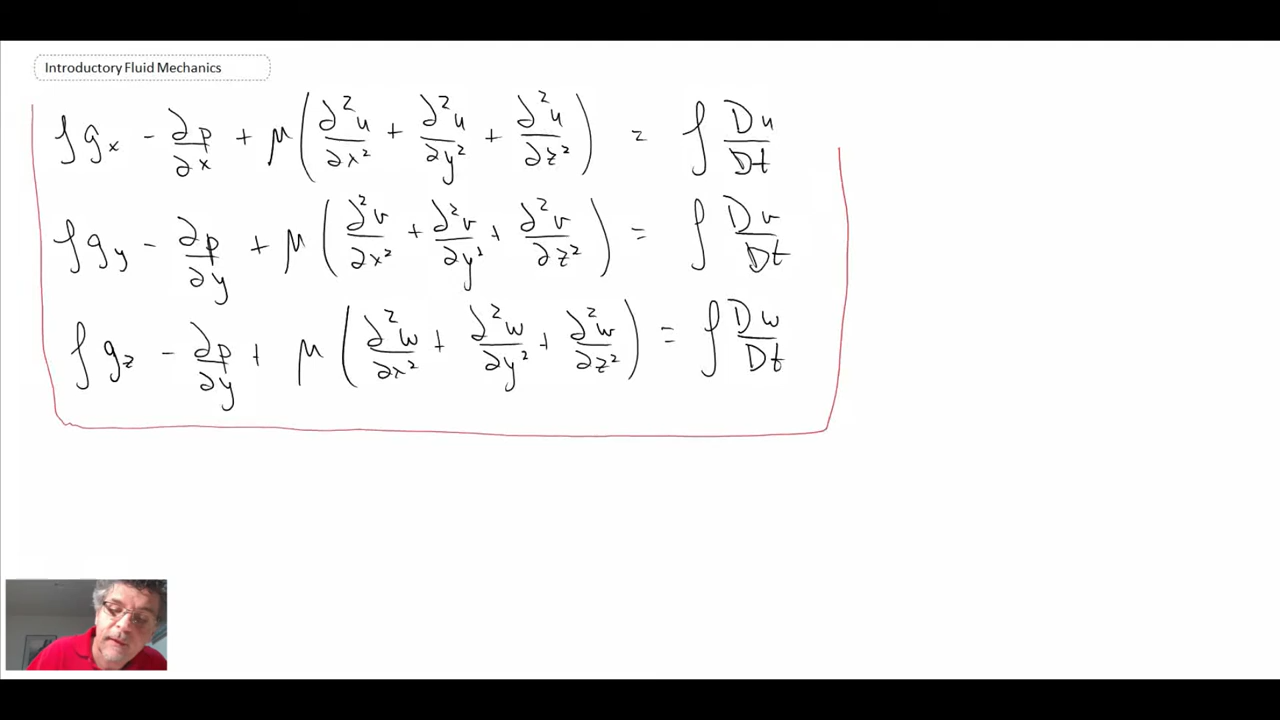 Introductory Fluid Mechanics
ρg_x - ∂p/∂x + μ(∂²u/∂x² + ∂²u/∂y² + ∂²u/∂z²) = ρ Du/Dt
ρg_y - ∂p/∂y + μ(∂²v/∂x² + ∂²v/∂y² + ∂²v/∂z²) = ρ Dv/Dt
ρg_z - ∂p/∂y + μ(∂²w/∂x² + ∂²w/∂y² + ∂²w/∂z²) = ρ Dw/Dt